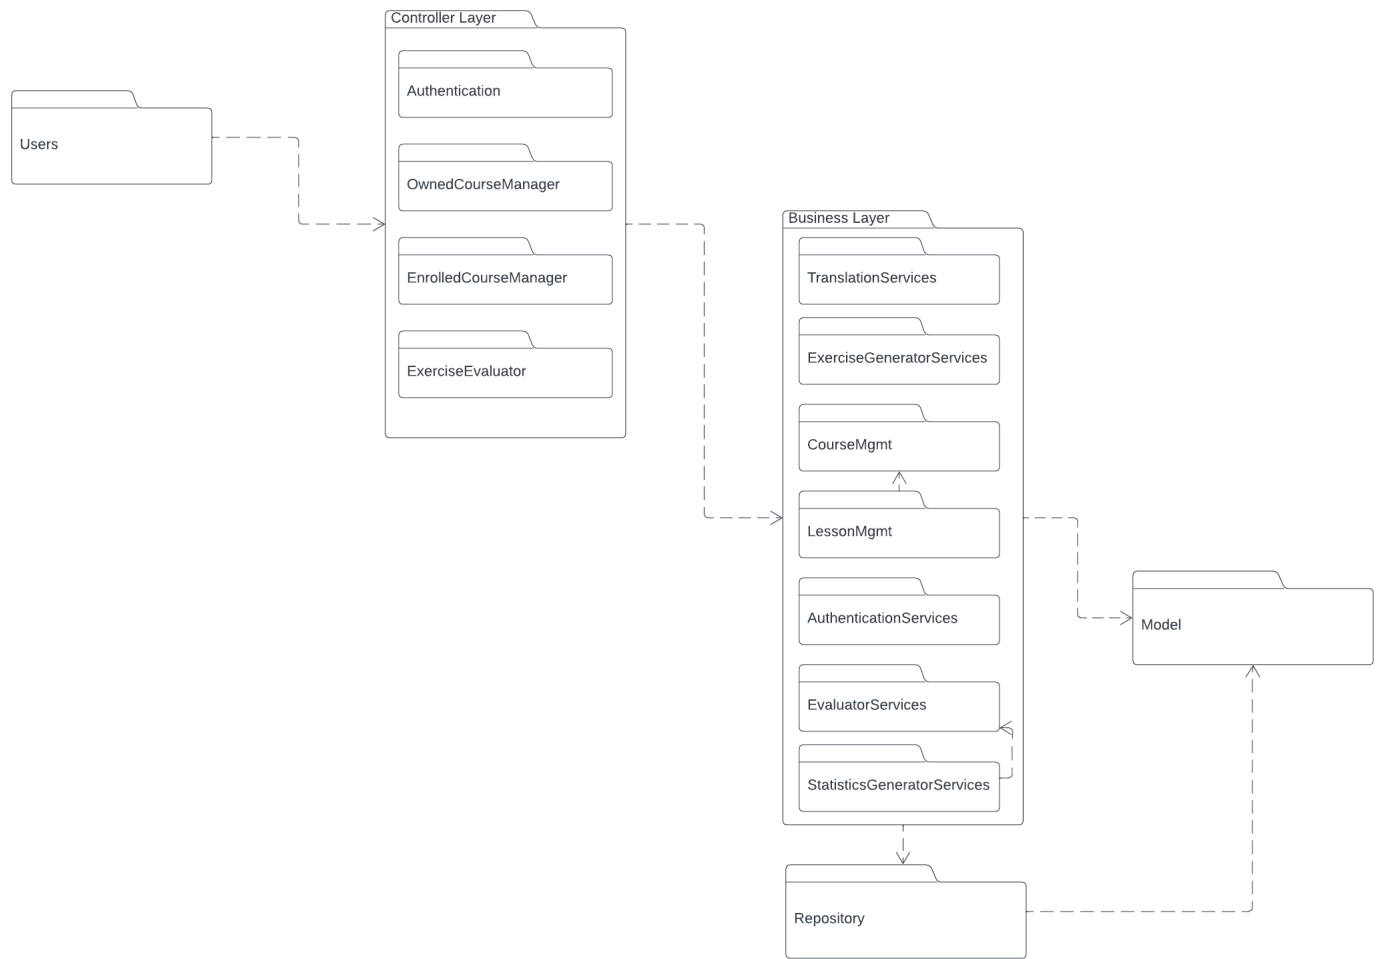 Controller Layer
Authentication
Users
OwnedCourseManager
EnrolledCourseManager
ExerciseEvaluator
Business Layer
TranslationServices
ExerciseGeneratorServices
CourseMgmt
LessonMgmt
AuthenticationServices
EvaluatorServices
StatisticsGeneratorServices
Model
Repository